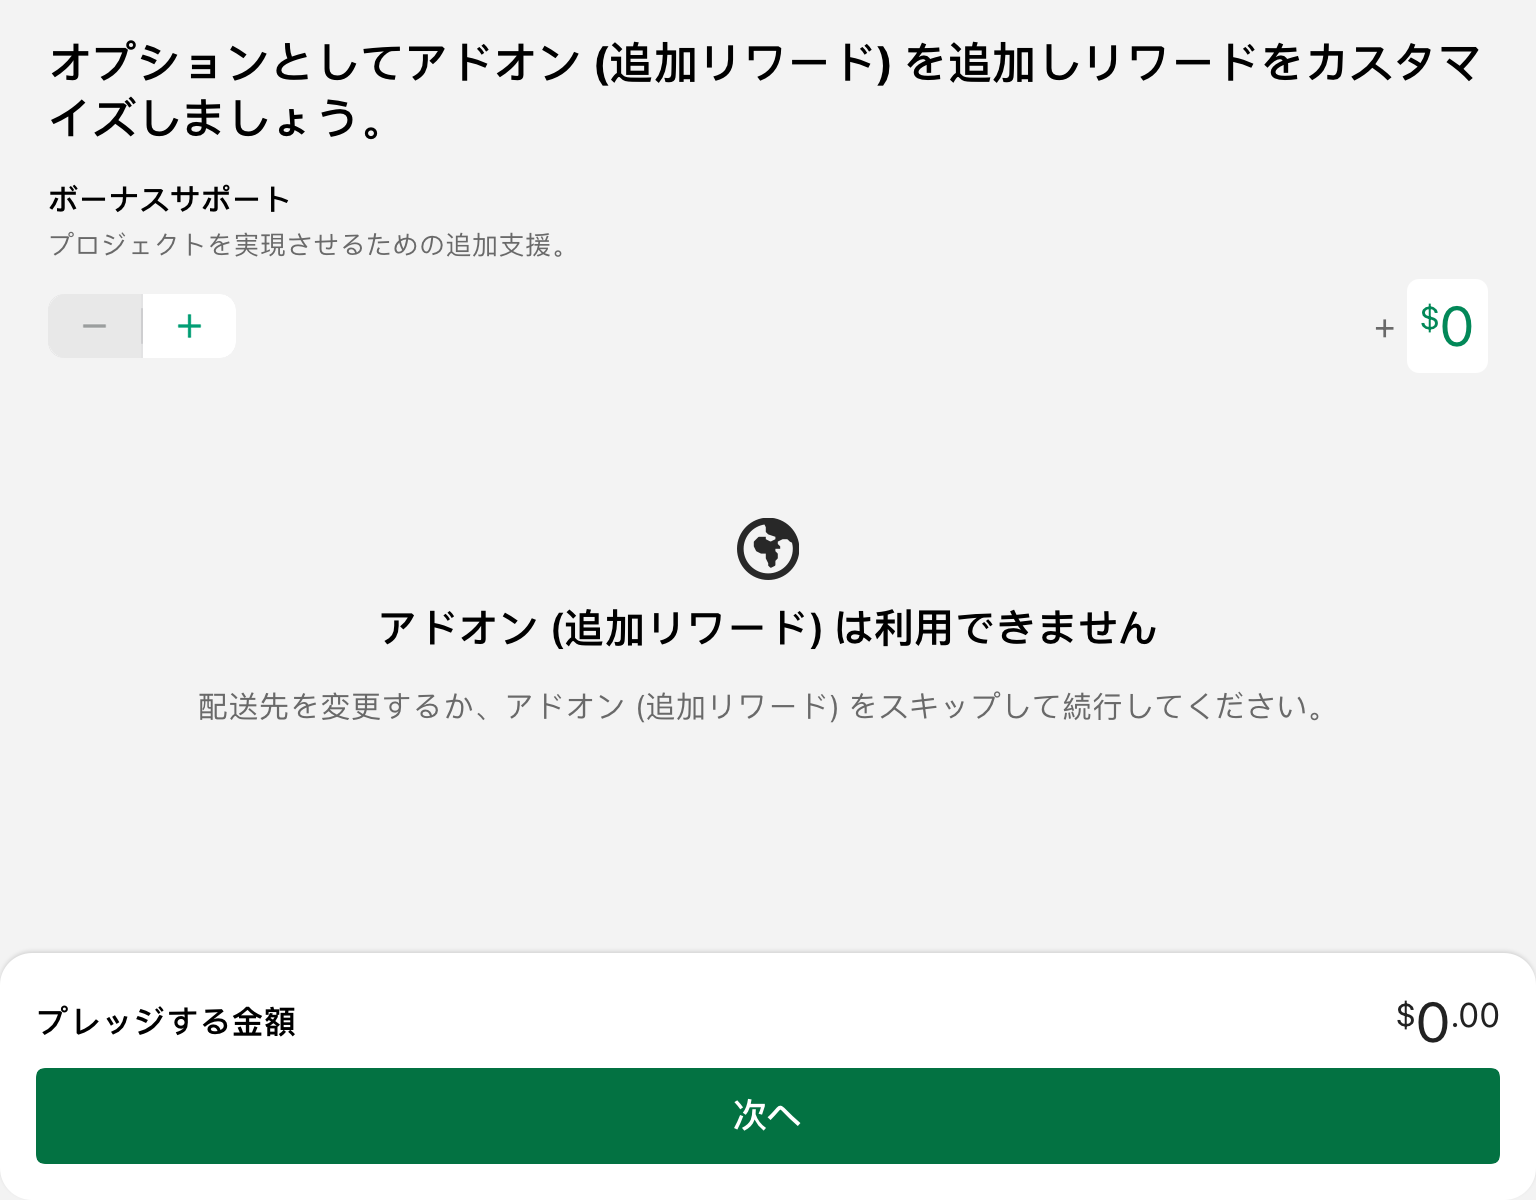 オプションとしてアドオン (追加リワード) を追加しリワードをカスタマ
イズしましょう。
ボーナスサポート
プロジェクトを実現させるための追加支援。
− +
+ $0
アドオン (追加リワード) は利用できません
配送先を変更するか、アドオン (追加リワード) をスキップして続行してください。
プレッジする金額
$0.00
次へ